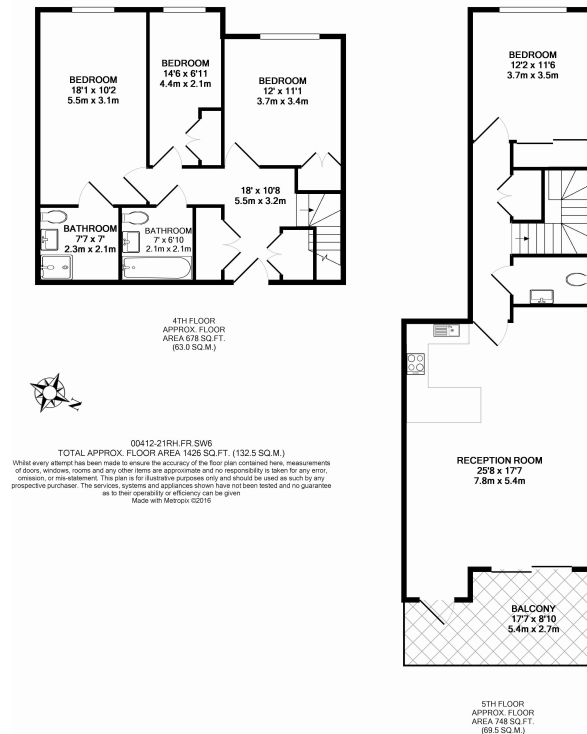 BEDROOM
18'1 x 10'2
5.5m x 3.1m
BEDROOM
14'6 x 6'11
4.4m x 2.1m
BEDROOM
12' x 11'1
3.7m x 3.4m
18' x 10'8
5.5m x 3.2m
BATHROOM
7'7 x 7'
2.3m x 2.1m
BATHROOM
7' x 6'10
2.1m x 2.1m
4TH FLOOR
APPROX. FLOOR
AREA 678 SQ.FT.
(63.0 SQ.M.)
N
00412-21RH.FR.SW6
TOTAL APPROX. FLOOR AREA 1426 SQ.FT. (132.5 SQ.M.)
Whilst every attempt has been made to ensure the accuracy of the floor plan contained here, measurements
of doors, windows, rooms and any other items are approximate and no responsibility is taken for any error,
omission, or mis-statement. This plan is for illustrative purposes only and should be used as such by any
prospective purchaser. The services, systems and appliances shown have not been tested and no guarantee
as to their operability or efficiency can be given
Made with Metropix ©2016
BEDROOM
12'2 x 11'6
3.7m x 3.5m
RECEPTION ROOM
25'8 x 17'7
7.8m x 5.4m
BALCONY
17'7 x 8'10
5.4m x 2.7m
5TH FLOOR
APPROX. FLOOR
AREA 748 SQ.FT.
(69.5 SQ.M.)